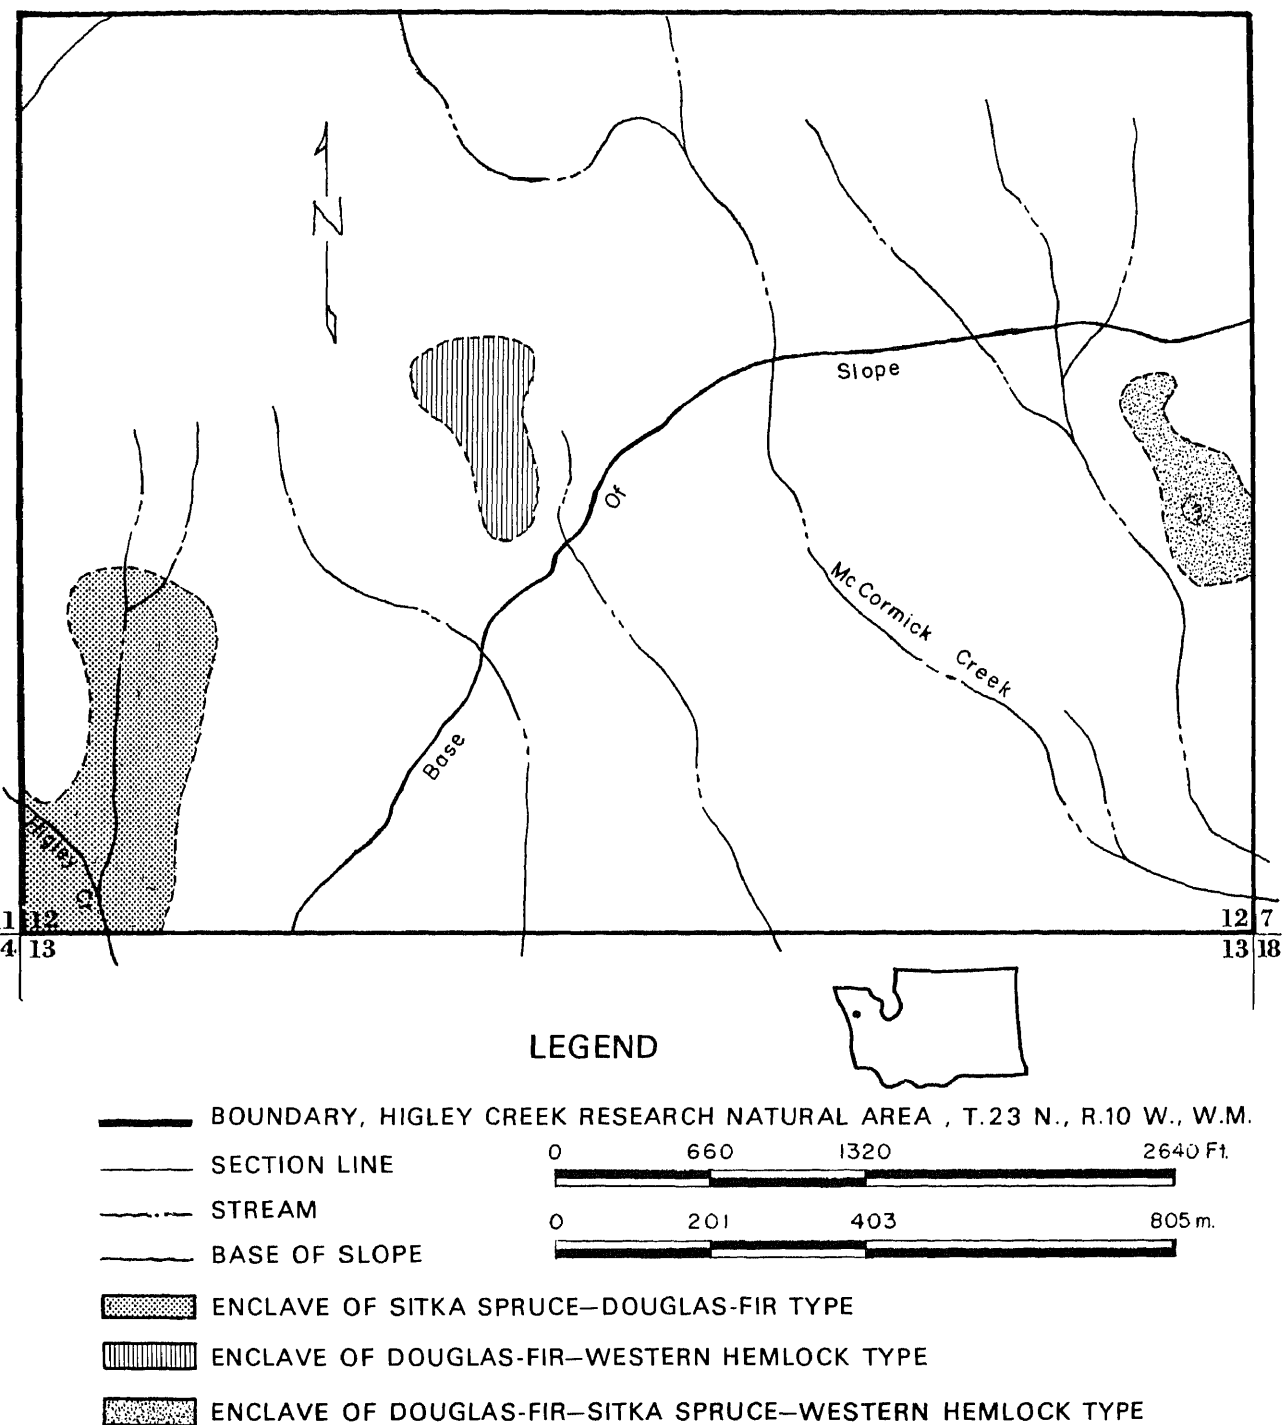 N
Slope
Of
Mc Cormick Creek
Base
Higley Cr.
1 12
12 7
4 13
13 18
LEGEND
BOUNDARY, HIGLEY CREEK RESEARCH NATURAL AREA , T.23 N., R.10 W., W.M.
0 660 1320 2640 Ft.
SECTION LINE
STREAM
0 201 403 805 m.
BASE OF SLOPE
ENCLAVE OF SITKA SPRUCE–DOUGLAS-FIR TYPE
ENCLAVE OF DOUGLAS-FIR–WESTERN HEMLOCK TYPE
ENCLAVE OF DOUGLAS-FIR–SITKA SPRUCE–WESTERN HEMLOCK TYPE